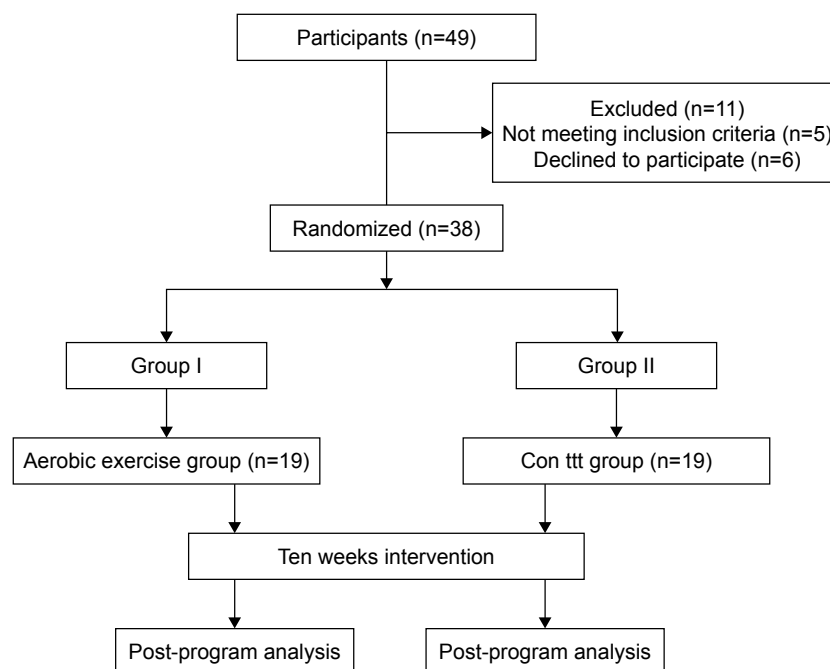 Participants (n=49)
Excluded (n=11)
Not meeting inclusion criteria (n=5)
Declined to participate (n=6)
Randomized (n=38)
Group I
Group II
Aerobic exercise group (n=19)
Con ttt group (n=19)
Ten weeks intervention
Post-program analysis
Post-program analysis